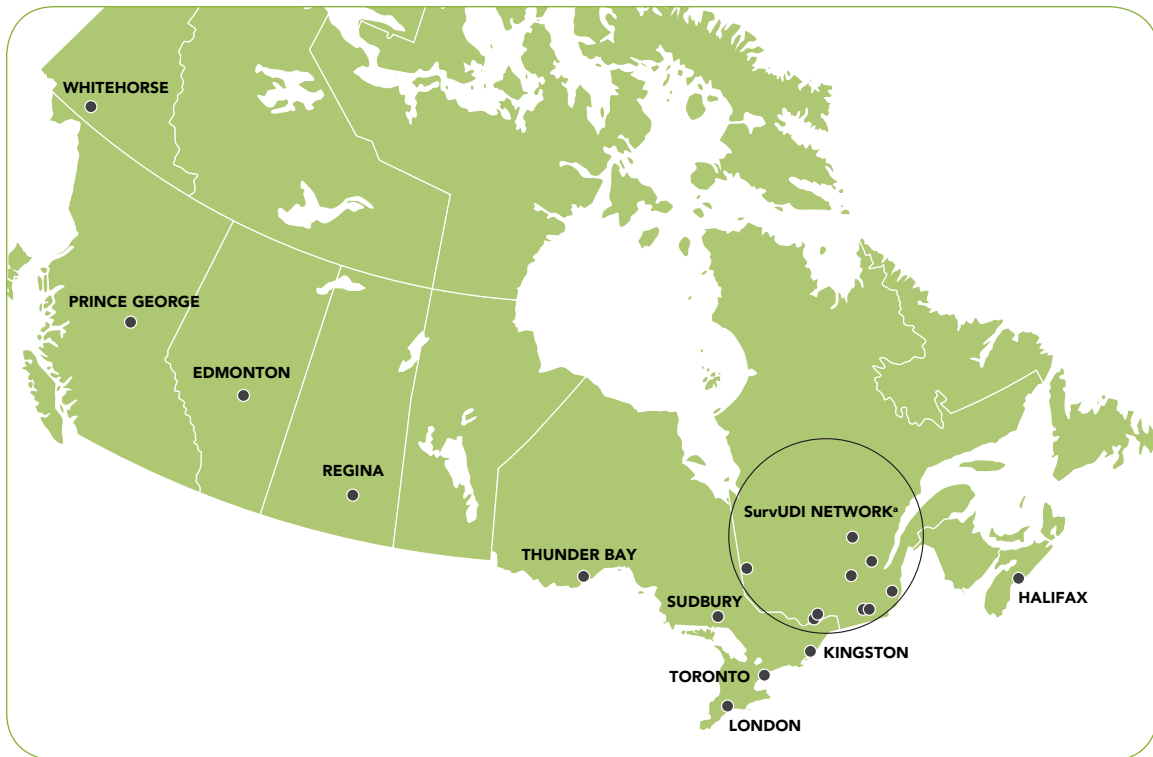 WHITEHORSE
PRINCE GEORGE
EDMONTON
REGINA
SurvUDI NETWORKᵃ
THUNDER BAY
SUDBURY
HALIFAX
KINGSTON
TORONTO
LONDON